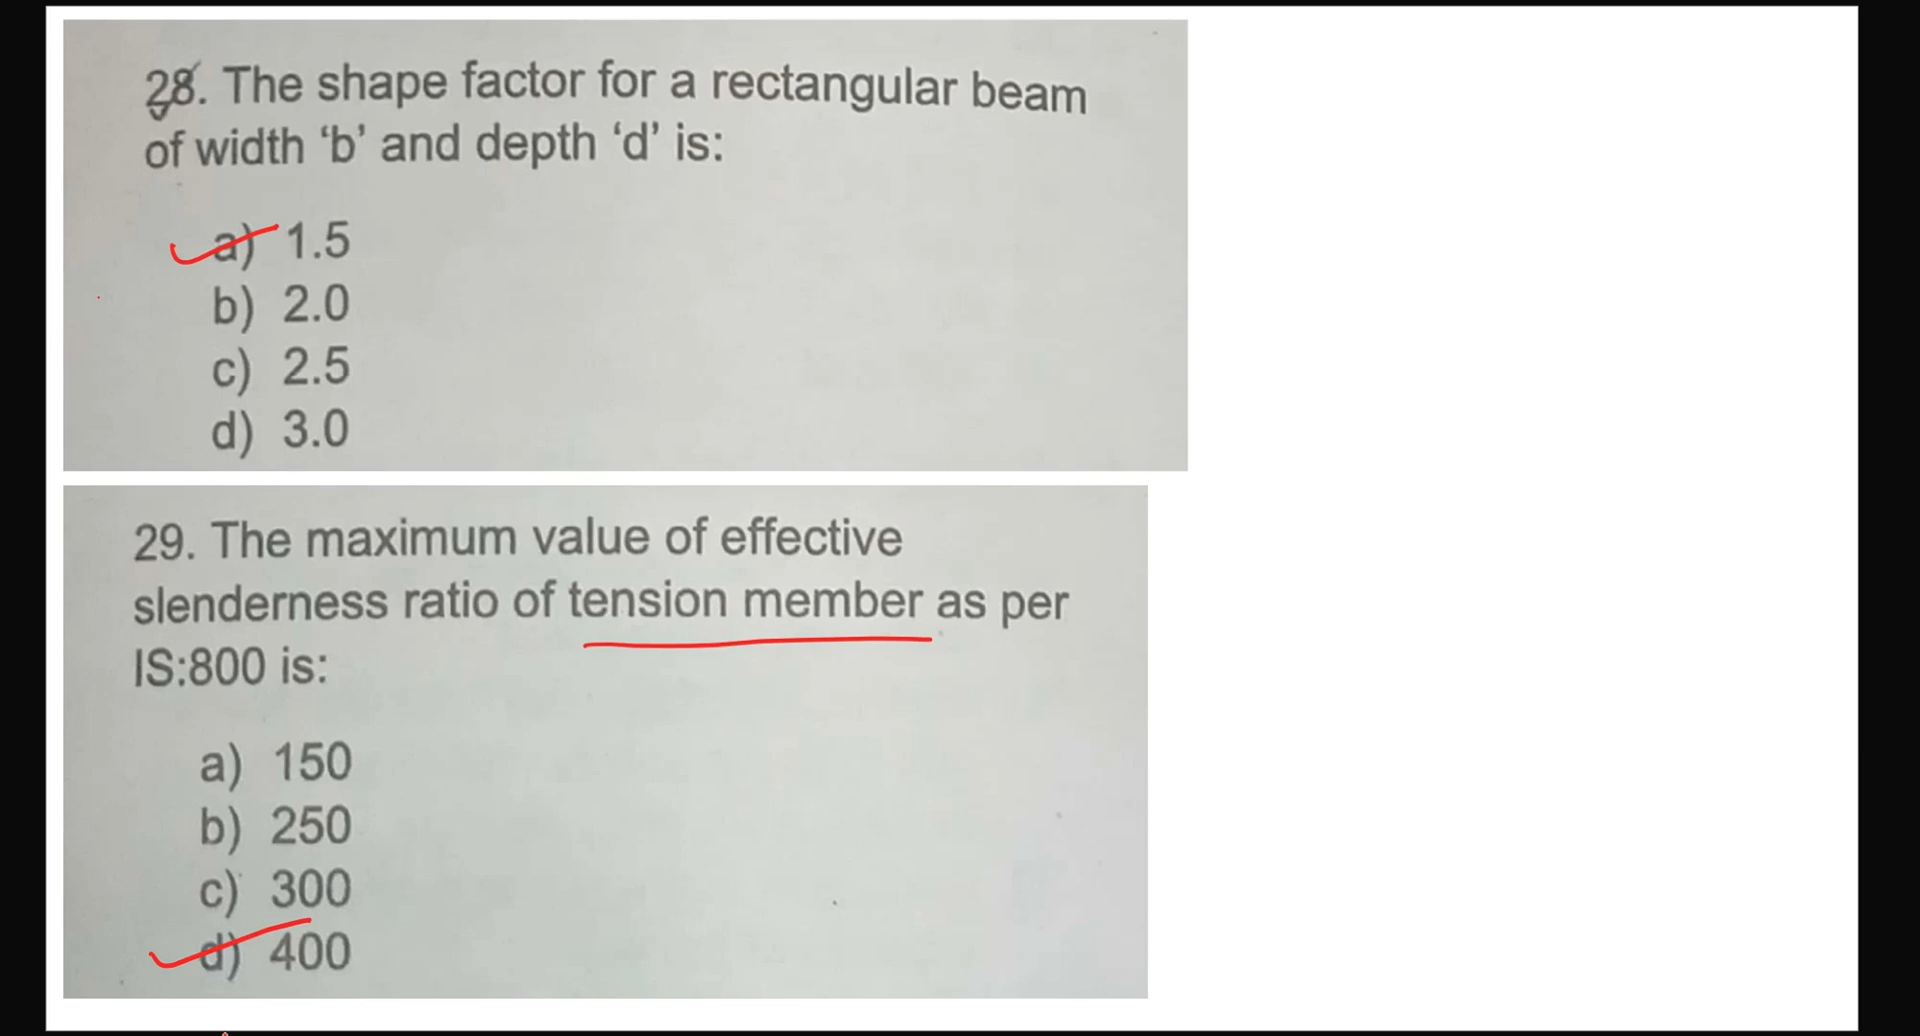 28. The shape factor for a rectangular beam
of width ‘b’ and depth ‘d’ is:
a) 1.5
b) 2.0
c) 2.5
d) 3.0
29. The maximum value of effective
slenderness ratio of tension member as per
IS:800 is:
a) 150
b) 250
c) 300
d) 400